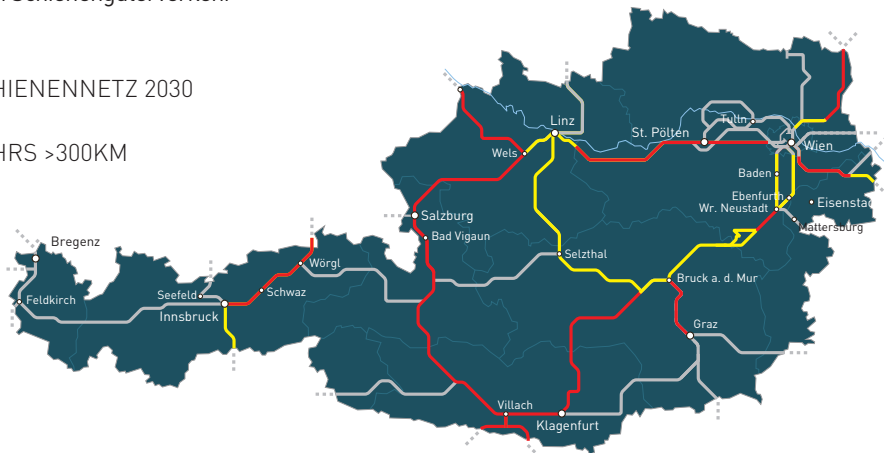 HIENENNETZ 2030
HRS >300KM
Linz
Tulln
St. Pölten
Wien
Wels
Baden
Ebenfurth
Eisenstad
Wr. Neustadt
Salzburg
Mattersburg
Bad Vigaun
Bregenz
Selzthal
Wörgl
Bruck a. d. Mur
Seefeld
Schwaz
Feldkirch
Innsbruck
Graz
Villach
Klagenfurt